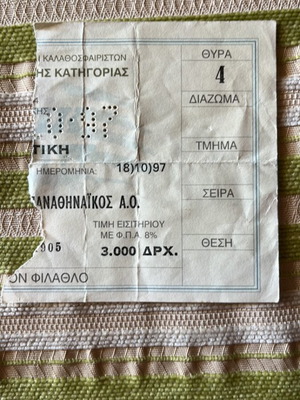 Η ΚΑΛΑΘΟΣΦΑΙΡΙΣΤΩΝ
ΗΣ ΚΑΤΗΓΟΡΙΑΣ
ΤΙΚΗ
ΗΜΕΡΟΜΗΝΙΑ: 18)10)97
ΠΑΝΑΘΗΝΑΪΚΟΣ Α.Ο.
ΤΙΜΗ ΕΙΣΙΤΗΡΙΟΥ
ΜΕ Φ.Π.Α. 8%
905
3.000 ΔΡΧ.
ΟΝ ΦΙΛΑΘΛΟ
ΘΥΡΑ
4
ΔΙΑΖΩΜΑ
ΤΜΗΜΑ
ΣΕΙΡΑ
ΘΕΣΗ